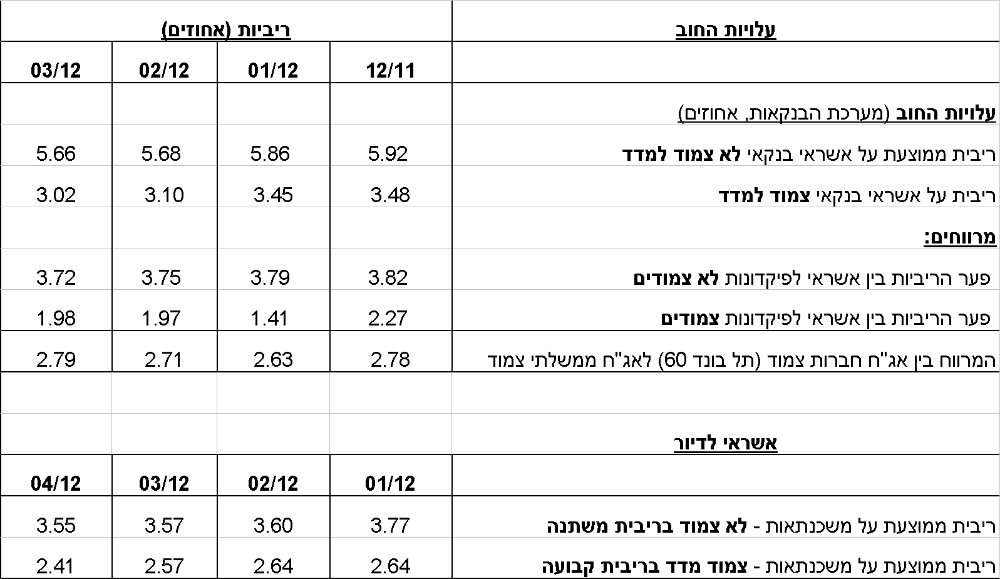 עלויות החוב ריביות (אחוזים)
12/11 01/12 02/12 03/12
עלויות החוב (מערכת הבנקאות, אחוזים)
ריבית ממוצעת על אשראי בנקאי לא צמוד למדד 5.92 5.86 5.68 5.66
ריבית על אשראי בנקאי צמוד למדד 3.48 3.45 3.10 3.02
מרווחים:
פער הריביות בין אשראי לפיקדונות לא צמודים 3.82 3.79 3.75 3.72
פער הריביות בין אשראי לפיקדונות צמודים 2.27 1.41 1.97 1.98
המרווח בין אג"ח חברות צמוד (תל בונד 60) לאג"ח ממשלתי צמוד 2.78 2.63 2.71 2.79
אשראי לדיור
01/12 02/12 03/12 04/12
ריבית ממוצעת על משכנתאות - לא צמוד בריבית משתנה 3.77 3.60 3.57 3.55
ריבית ממוצעת על משכנתאות - צמוד מדד בריבית קבועה 2.64 2.64 2.57 2.41